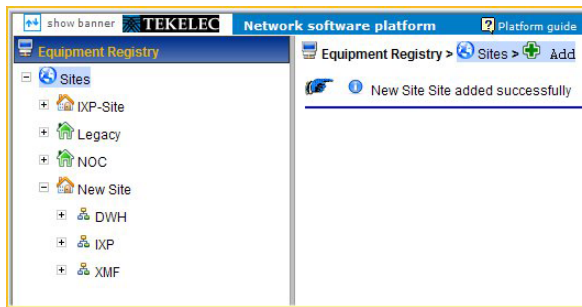 show banner TEKELEC Network software platform ? Platform guide
Equipment Registry
Sites
IXP-Site
Legacy
NOC
New Site
DWH
IXP
XMF
Equipment Registry > Sites > Add
New Site Site added successfully